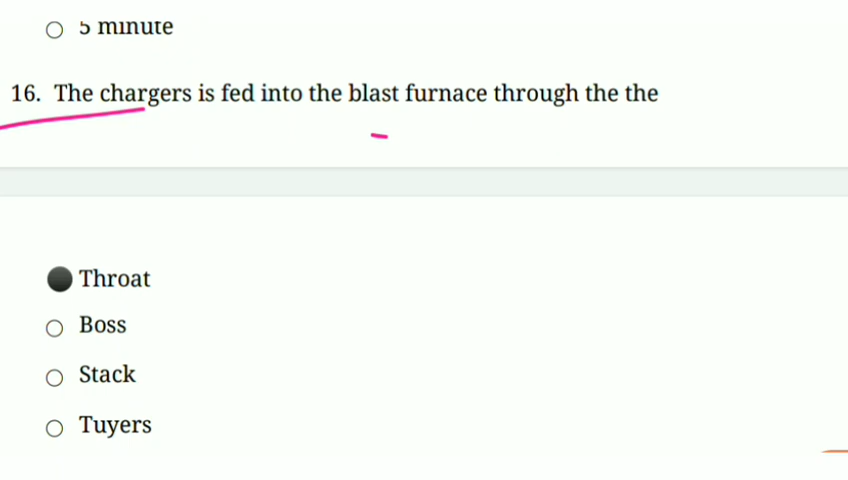 5 minute
16. The chargers is fed into the blast furnace through the the
Throat
Boss
Stack
Tuyers